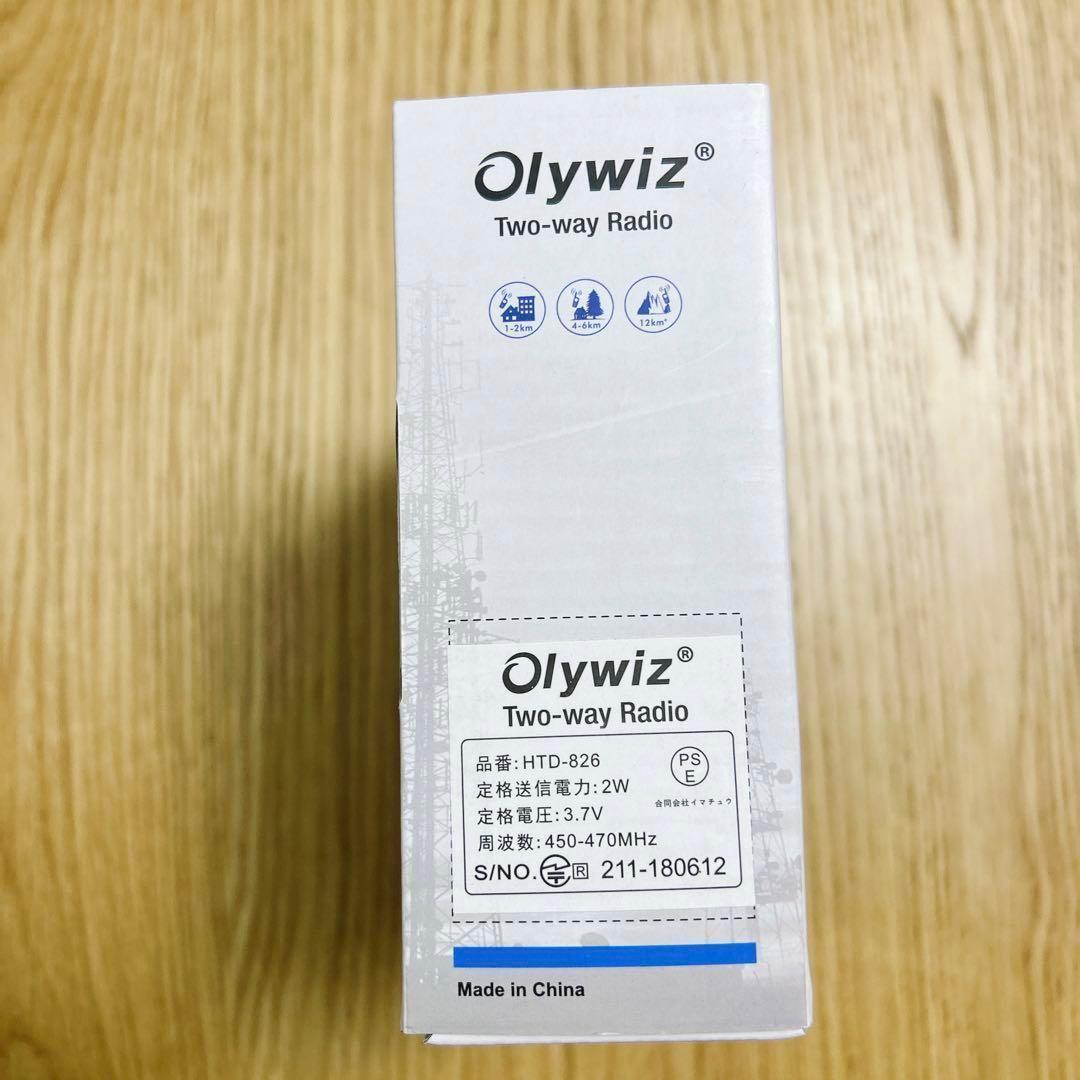 Olywiz®
Two-way Radio
1-2km
4-6km
12km+
Olywiz®
Two-way Radio
品番:HTD-826
PS
E
定格送信電力:2W
合同会社イマチュウ
定格電圧:3.7V
周波数:450-470MHz
S/NO. R 211-180612
Made in China